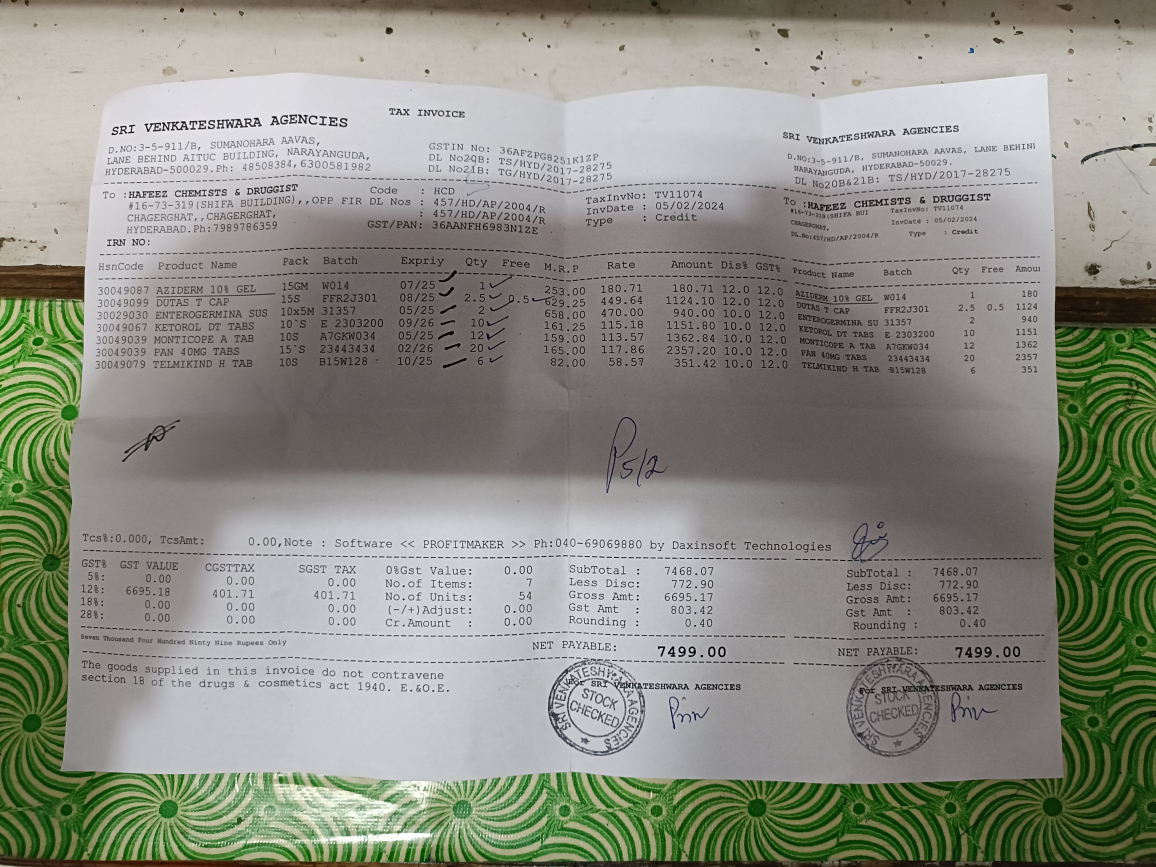 TAX INVOICE
SRI VENKATESHWARA AGENCIES
D.NO:3-5-911/B, SUMANOHARA AAVAS,
LANE BEHIND AITUC BUILDING, NARAYANGUDA,
HYDERABAD-500029.Ph: 48508384,6300581982
GSTIN No: 36AFZPG8251K1ZP
DL No20B: TS/HYD/2017-28275
DL No21B: TG/HYD/2017-28275
To :HAFEEZ CHEMISTS & DRUGGIST
#16-73-319(SHIFA BUILDING),,OPP FIR
CHAGERGHAT,,CHAGERGHAT,
HYDERABAD.Ph:7989786359
Code : HCD
DL Nos : 457/HD/AP/2004/R
: 457/HD/AP/2004/R
GST/PAN: 36AANFH6983N1ZE
TaxInvNo: TV11074
InvDate : 05/02/2024
Type : Credit
IRN NO:
HsnCode Product Name Pack Batch Expriy Qty Free M.R.P Rate Amount Dis% GST%
30049087 AZIDERM 10% GEL 15GM W014 07/25 1 253.00 180.71 180.71 12.0 12.0
30049099 DUTAS T CAP 15S FFR2J301 08/25 2.5 0.5 629.25 449.64 1124.10 12.0 12.0
30029030 ENTEROGERMINA SUS 10x5M 31357 05/25 2 658.00 470.00 940.00 10.0 12.0
30049067 KETOROL DT TABS 10`S E 2303200 09/26 10 161.25 115.18 1151.80 10.0 12.0
30049039 MONTICOPE A TAB 10S A7GKW034 05/25 12 159.00 113.57 1362.84 10.0 12.0
30049039 PAN 40MG TABS 15`S 23443434 02/26 20 165.00 117.86 2357.20 10.0 12.0
30049079 TELMIKIND H TAB 10S B15W128 10/25 6 82.00 58.57 351.42 10.0 12.0
P5/2
Tcs%:0.000, TcsAmt: 0.00,Note : Software << PROFITMAKER >> Ph:040-69069880 by Daxinsoft Technologies
GST% GST VALUE CGSTTAX SGST TAX
5%: 0.00 0.00 0.00
12%: 6695.18 401.71 401.71
18%: 0.00 0.00 0.00
28%: 0.00 0.00 0.00
0%Gst Value: 0.00
No.of Items: 7
No.of Units: 54
(-/+)Adjust: 0.00
Cr.Amount : 0.00
SubTotal : 7468.07
Less Disc: 772.90
Gross Amt: 6695.17
Gst Amt : 803.42
Rounding : 0.40
Seven Thousand Four Hundred Ninty Nine Rupees Only
NET PAYABLE: 7499.00
The goods supplied in this invoice do not contravene
section 18 of the drugs & cosmetics act 1940. E.&O.E.
For SRI VENKATESHWARA AGENCIES
SRI VENKATESHWARA AGENCIES
STOCK
CHECKED
SRI VENKATESHWARA AGENCIES
D.NO:3-5-911/B, SUMANOHARA AAVAS, LANE BEHIN
NARAYANGUDA, HYDERABAD-50029.
DL No20B&21B: TS/HYD/2017-28275
To :HAFEEZ CHEMISTS & DRUGGIST
#16-73-319(SHIFA BUI
CHAGERGHAT,
DL.No:457/HD/AP/2004/R
TaxInvNo: TV11074
InvDate : 05/02/2024
Type : Credit
Product Name Batch Qty Free Amou
AZIDERM 10% GEL W014 1 180
DUTAS T CAP FFR2J301 2.5 0.5 1124
ENTEROGERMINA SU 31357 2 940
KETOROL DT TABS E 2303200 10 1151
MONTICOPE A TAB A7GKW034 12 1362
PAN 40MG TABS 23443434 20 2357
TELMIKIND H TAB B15W128 6 351
SubTotal : 7468.07
Less Disc: 772.90
Gross Amt: 6695.17
Gst Amt : 803.42
Rounding : 0.40
NET PAYABLE: 7499.00
For SRI VENKATESHWARA AGENCIES
SRI VENKATESHWARA AGENCIES
STOCK
CHECKED